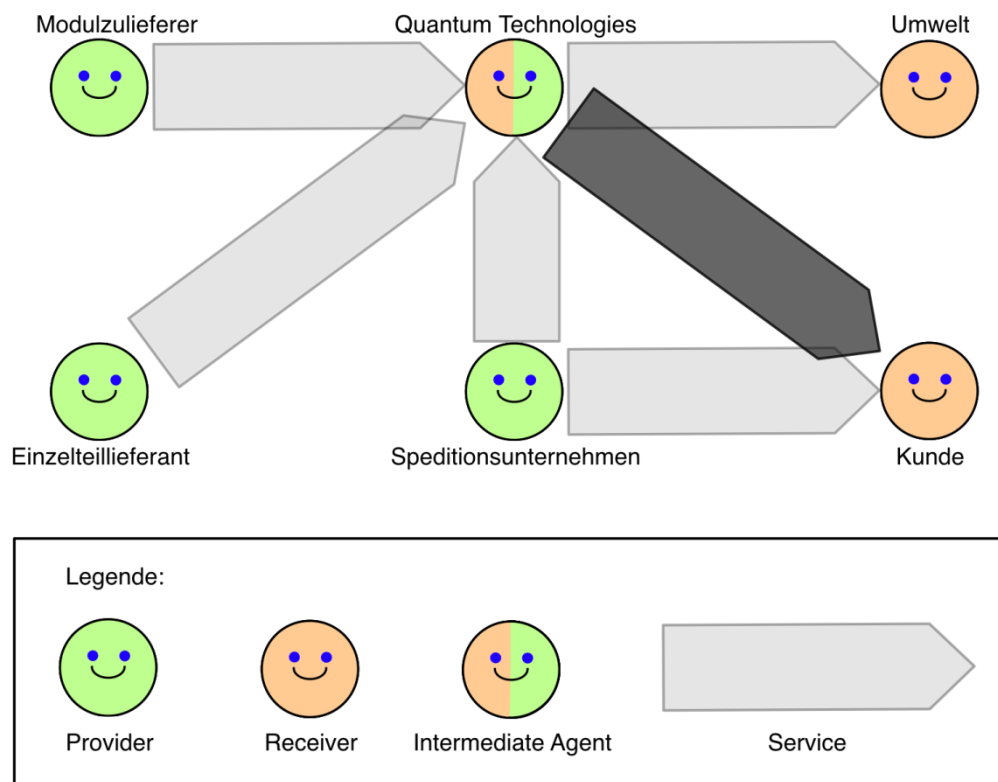 Modulzulieferer
Quantum Technologies
Umwelt
Einzelteillieferant
Speditionsunternehmen
Kunde
Legende:
Provider
Receiver
Intermediate Agent
Service